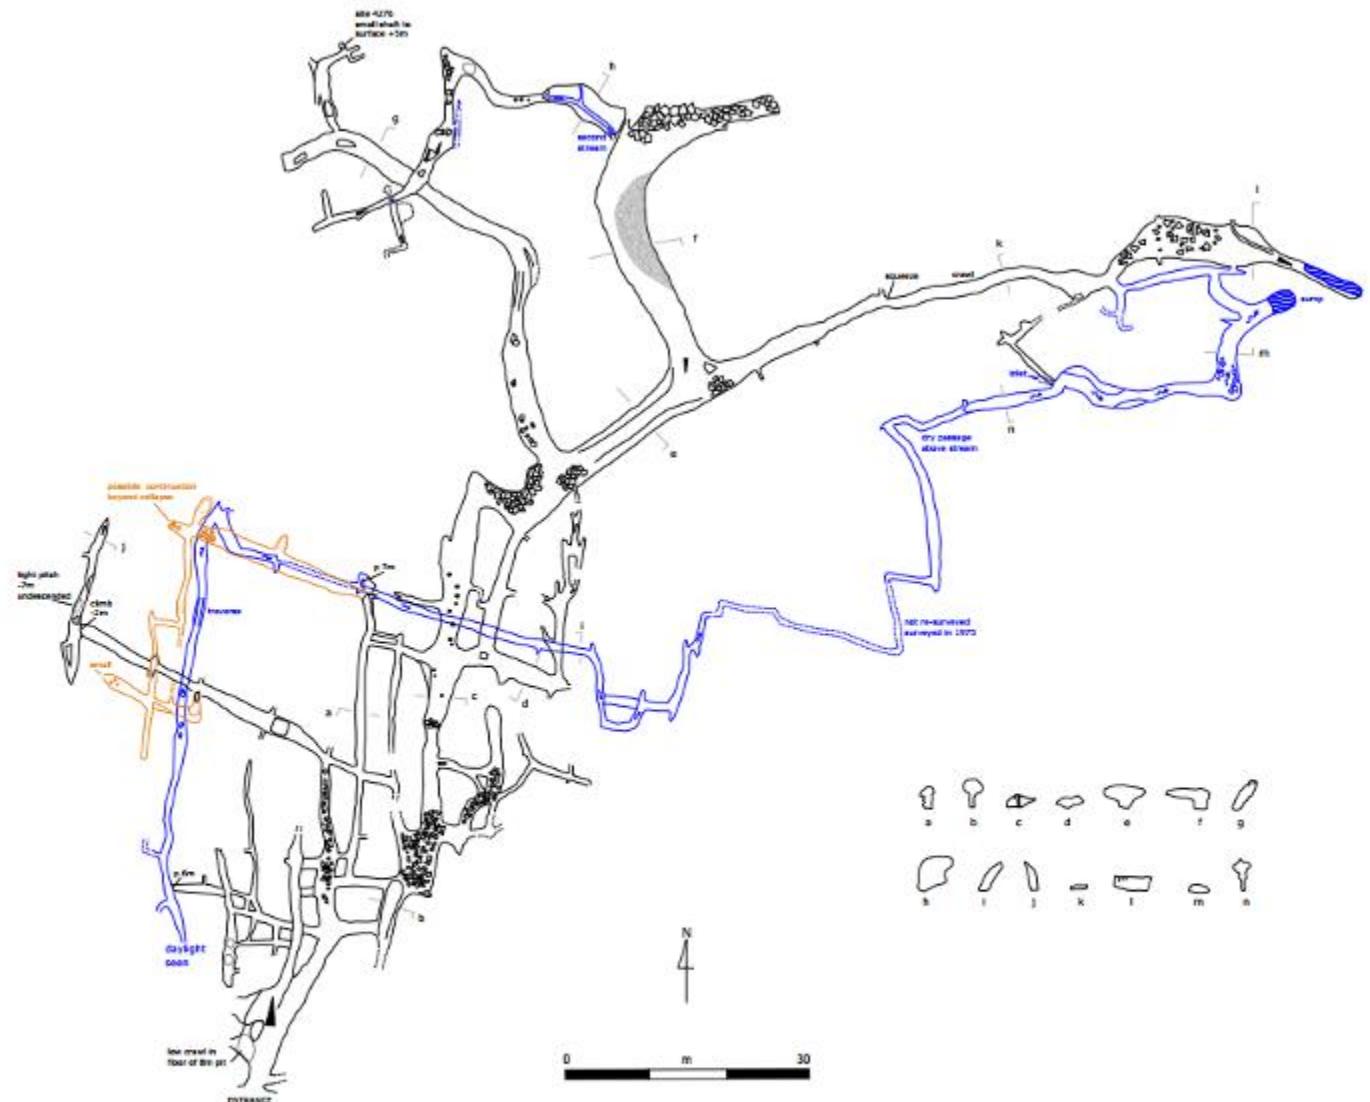 site 4276
small shaft to
surface +5m
h
g
second
stream
f
l
k
squeeze
crawl
sump
m
inlet
n
dry passage
above stream
e
possible continuation
beyond collapse
j
tight pitch
-7m
undescended
climb
-2m
traverse
p 7m
not re-surveyed
surveyed in 1975
i
small
a
c
d
p 6m
b
daylight
seen
low crawl in
floor of 8m pit
ENTRANCE
N
0 m 30
a b c d e f g
h i j k l m n